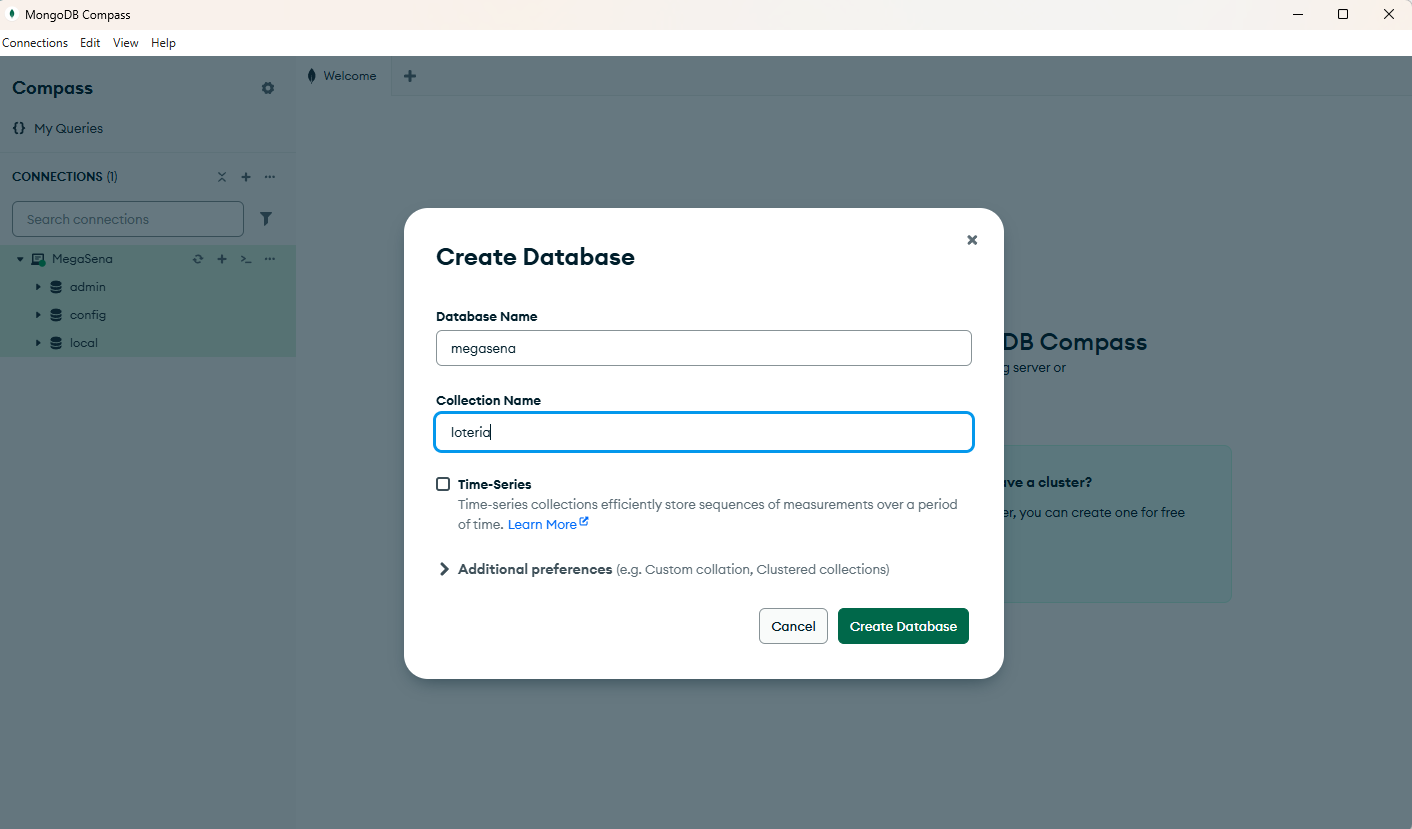 MongoDB Compass
Connections Edit View Help
Compass
Welcome
{} My Queries
CONNECTIONS (1)
Search connections
MegaSena
admin
config
local
DB Compass
server or
ve a cluster?
er, you can create one for free
Create Database
Database Name
megasena
Collection Name
loteria
Time-Series
Time-series collections efficiently store sequences of measurements over a period
of time. Learn More
Additional preferences (e.g. Custom collation, Clustered collections)
Cancel
Create Database